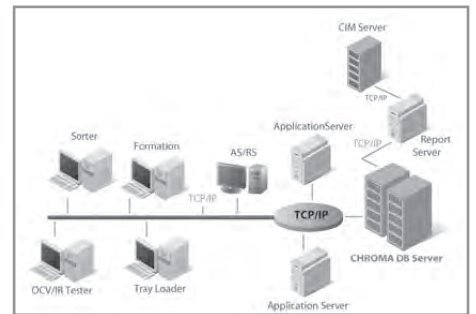 CIM Server
TCP/IP
Sorter
Formation
AS/RS
ApplicationServer
TCP/IP
Report
Server
TCP/IP
TCP/IP
CHROMA DB Server
OCV/IR Tester
Tray Loader
Application Server